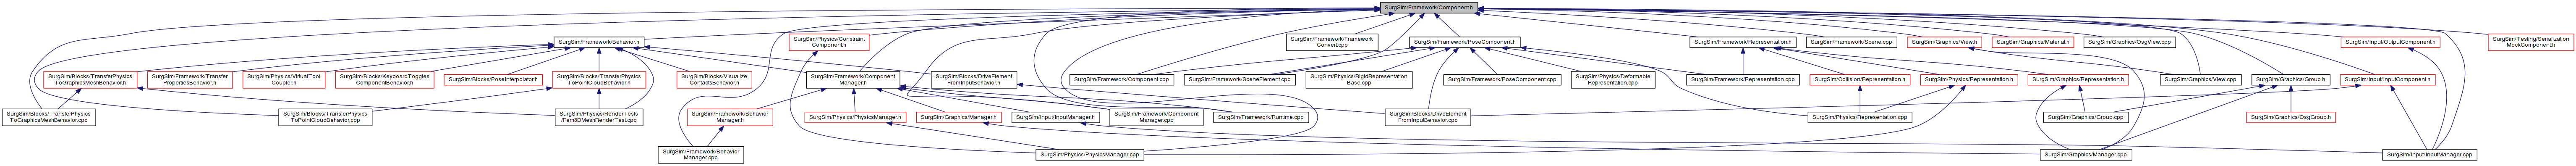 SurgSim/Framework/Component.h
SurgSim/Framework/Behavior.h
SurgSim/Physics/Constraint
Component.h
SurgSim/Framework/Framework
Convert.cpp
SurgSim/Framework/PoseComponent.h
SurgSim/Framework/Representation.h
SurgSim/Framework/Scene.cpp
SurgSim/Graphics/View.h
SurgSim/Graphics/Material.h
SurgSim/Graphics/OsgView.cpp
SurgSim/Input/OutputComponent.h
SurgSim/Testing/Serialization
MockComponent.h
SurgSim/Blocks/TransferPhysics
ToGraphicsMeshBehavior.h
SurgSim/Framework/Transfer
PropertiesBehavior.h
SurgSim/Physics/VirtualTool
Coupler.h
SurgSim/Blocks/KeyboardToggles
ComponentBehavior.h
SurgSim/Blocks/PoseInterpolator.h
SurgSim/Blocks/TransferPhysics
ToPointCloudBehavior.h
SurgSim/Blocks/Visualize
ContactsBehavior.h
SurgSim/Framework/Component
Manager.h
SurgSim/Blocks/DriveElement
FromInputBehavior.h
SurgSim/Framework/Component.cpp
SurgSim/Framework/SceneElement.cpp
SurgSim/Physics/RigidRepresentation
Base.cpp
SurgSim/Framework/PoseComponent.cpp
SurgSim/Physics/Deformable
Representation.cpp
SurgSim/Framework/Representation.cpp
SurgSim/Collision/Representation.h
SurgSim/Physics/Representation.h
SurgSim/Graphics/Representation.h
SurgSim/Graphics/View.cpp
SurgSim/Graphics/Group.h
SurgSim/Input/InputComponent.h
SurgSim/Blocks/TransferPhysics
ToGraphicsMeshBehavior.cpp
SurgSim/Blocks/TransferPhysics
ToPointCloudBehavior.cpp
SurgSim/Physics/RenderTests
/Fem3DMeshRenderTest.cpp
SurgSim/Framework/Behavior
Manager.h
SurgSim/Physics/PhysicsManager.h
SurgSim/Graphics/Manager.h
SurgSim/Input/InputManager.h
SurgSim/Framework/Component
Manager.cpp
SurgSim/Framework/Runtime.cpp
SurgSim/Blocks/DriveElement
FromInputBehavior.cpp
SurgSim/Physics/Representation.cpp
SurgSim/Graphics/Group.cpp
SurgSim/Graphics/OsgGroup.h
SurgSim/Framework/Behavior
Manager.cpp
SurgSim/Physics/PhysicsManager.cpp
SurgSim/Graphics/Manager.cpp
SurgSim/Input/InputManager.cpp